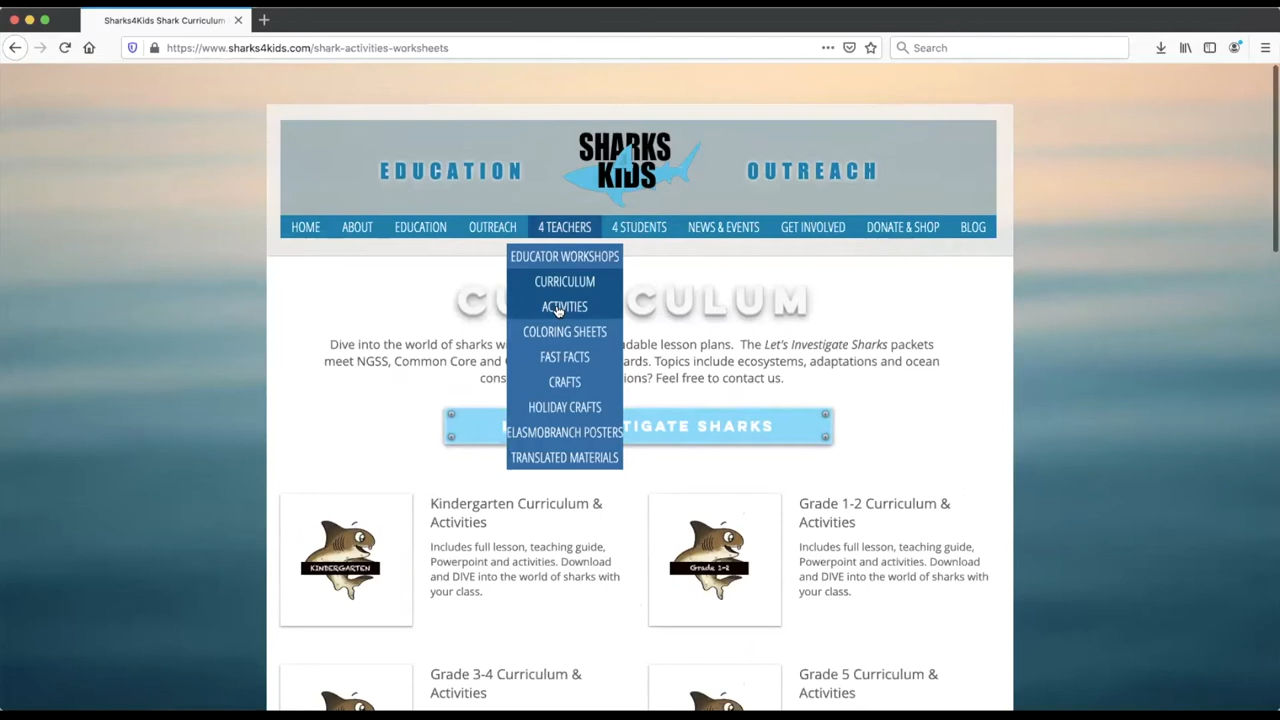 Sharks4Kids Shark Curriculum
https://www.sharks4kids.com/shark-activities-worksheets
Search
EDUCATION
SHARKS
4
KIDS
OUTREACH
HOME ABOUT EDUCATION OUTREACH 4 TEACHERS 4 STUDENTS NEWS & EVENTS GET INVOLVED DONATE & SHOP BLOG
EDUCATOR WORKSHOPS
CURRICULUM
ACTIVITIES
COLORING SHEETS
FAST FACTS
CRAFTS
HOLIDAY CRAFTS
ELASMOBRANCH POSTERS
TRANSLATED MATERIALS
CU CULUM
Dive into the world of sharks w dable lesson plans. The Let's Investigate Sharks packets
meet NGSS, Common Core and ards. Topics include ecosystems, adaptations and ocean
cons ions? Feel free to contact us.
TIGATE SHARKS
Kindergarten Curriculum &
Activities
Includes full lesson, teaching guide,
Powerpoint and activities. Download
and DIVE into the world of sharks with
your class.
KINDERGARTEN
Grade 1-2 Curriculum &
Activities
Includes full lesson, teaching guide,
Powerpoint and activities. Download
and DIVE into the world of sharks with
your class.
Grade 1-2
Grade 3-4 Curriculum &
Activities
Grade 5 Curriculum &
Activities